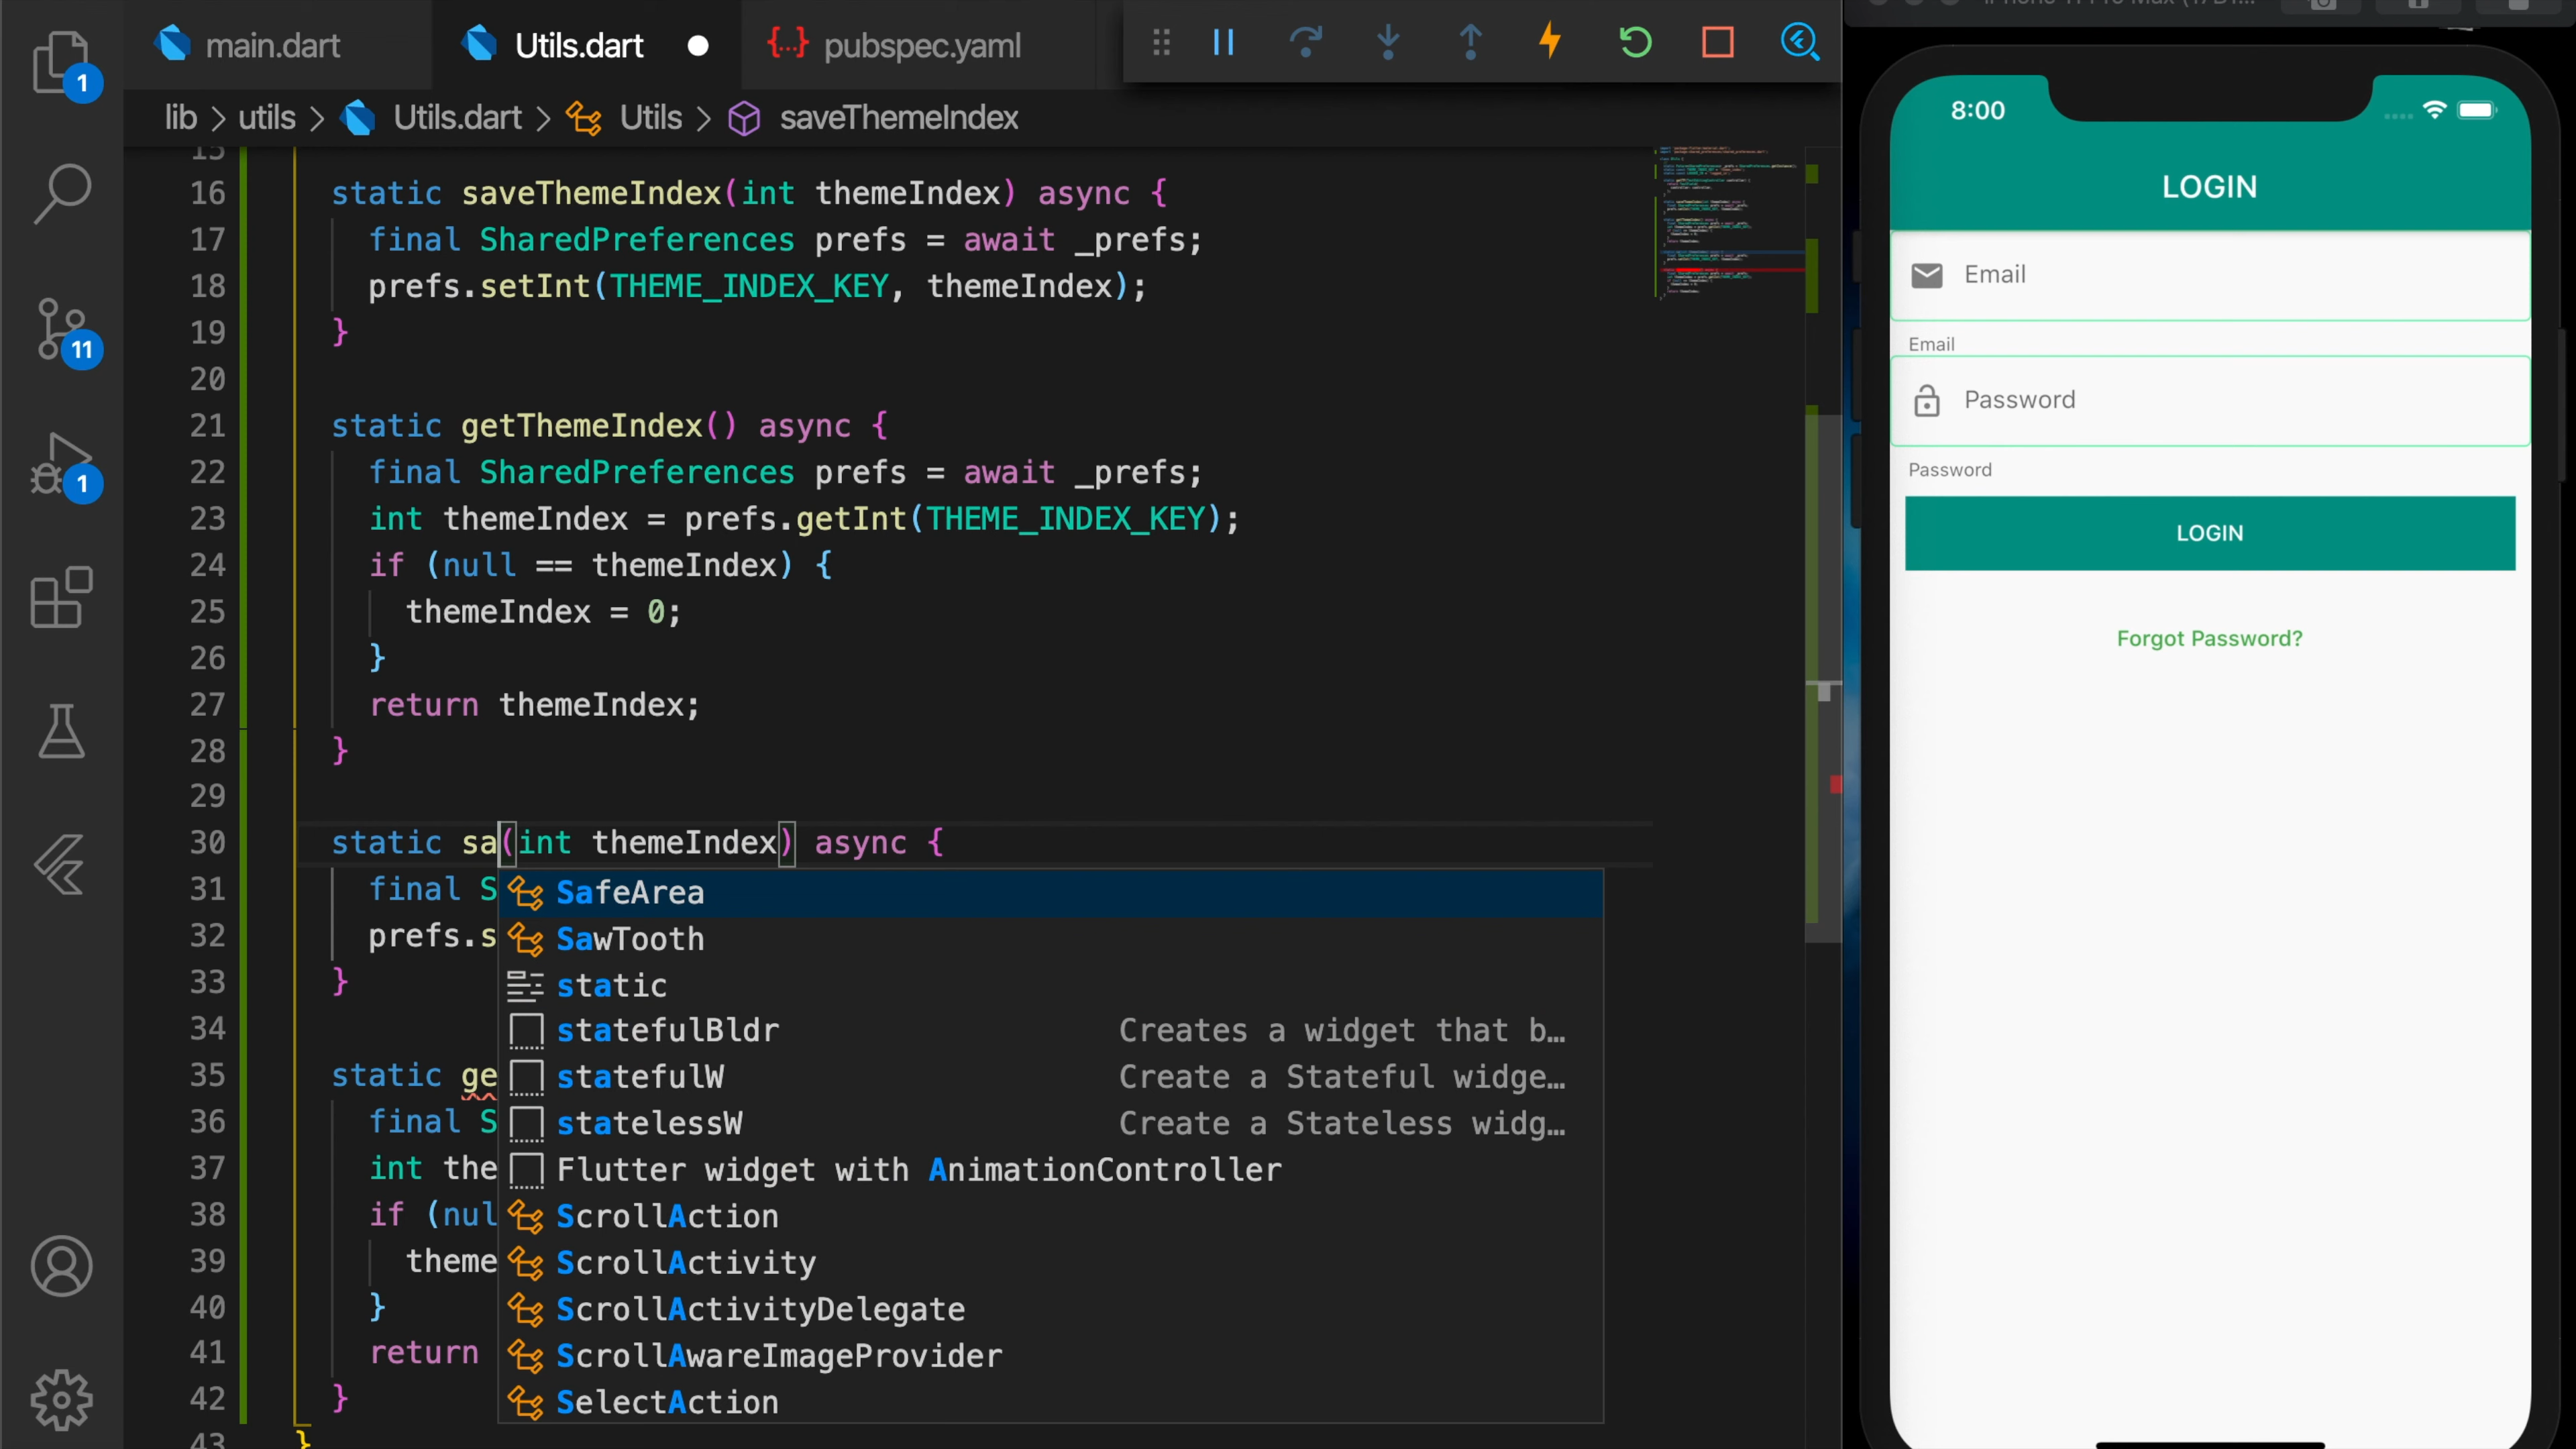 main.dart
Utils.dart
pubspec.yaml
lib > utils > Utils.dart > Utils > saveThemeIndex
1
11
1
15
16 static saveThemeIndex(int themeIndex) async {
17 final SharedPreferences prefs = await _prefs;
18 prefs.setInt(THEME_INDEX_KEY, themeIndex);
19 }
20
21 static getThemeIndex() async {
22 final SharedPreferences prefs = await _prefs;
23 int themeIndex = prefs.getInt(THEME_INDEX_KEY);
24 if (null == themeIndex) {
25 themeIndex = 0;
26 }
27 return themeIndex;
28 }
29
30 static sa(int themeIndex) async {
31 final S
32 prefs.s
33 }
34
35 static ge
36 final S
37 int the
38 if (nul
39 theme
40 }
41 return
42 }
43 }
SafeArea
SawTooth
static
statefulBldr Creates a widget that b…
statefulW Create a Stateful widge…
statelessW Create a Stateless widg…
Flutter widget with AnimationController
ScrollAction
ScrollActivity
ScrollActivityDelegate
ScrollAwareImageProvider
SelectAction
8:00
LOGIN
Email
Email
Password
Password
LOGIN
Forgot Password?